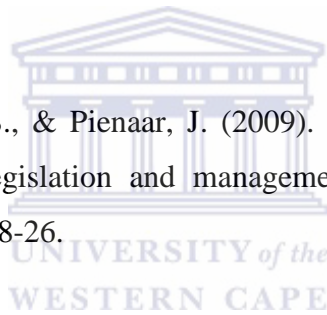 ., & Pienaar, J. (2009).
egislation and manageme
8-26.
UNIVERSITY of the
WESTERN CAPE